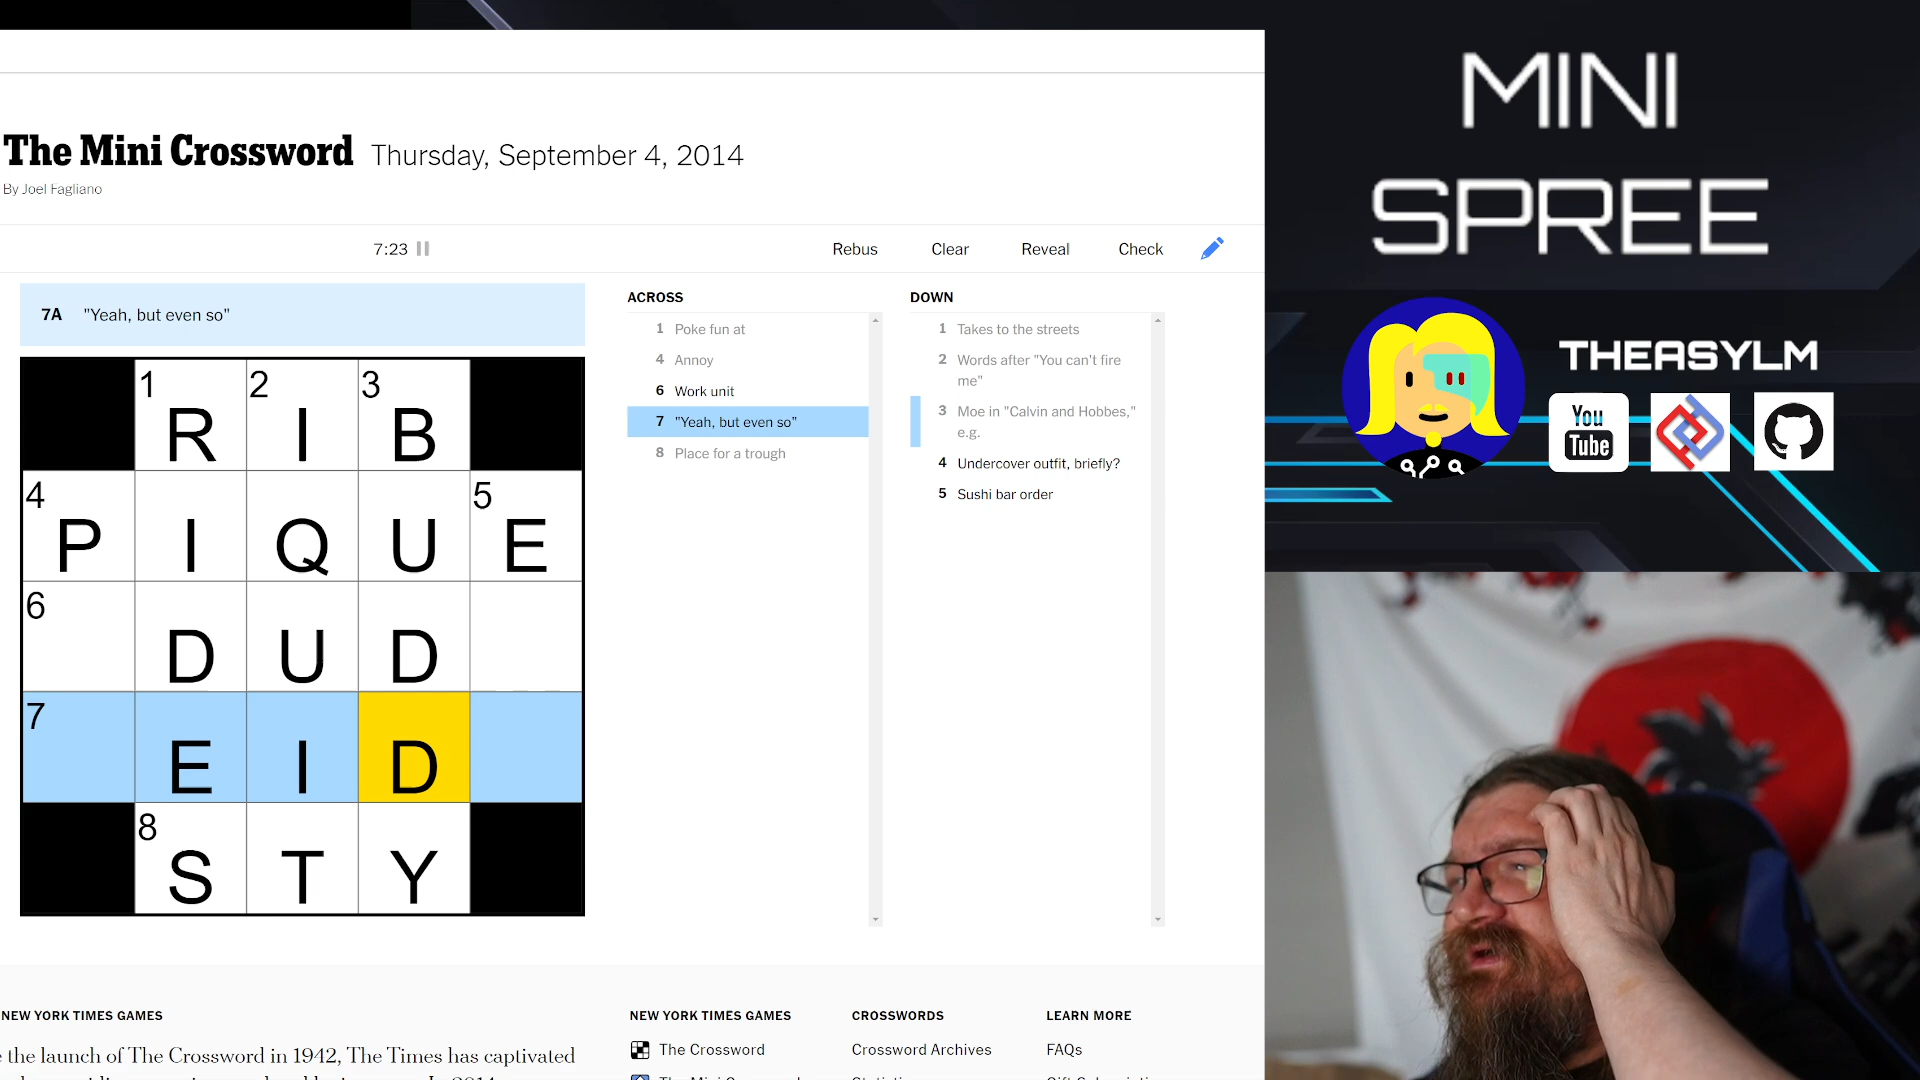 The Mini Crossword Thursday, September 4, 2014
By Joel Fagliano
7:23
Rebus Clear Reveal Check
7A "Yeah, but even so"
1 2 3
R I B
4 5
P I Q U E
6
D U D
7
E I D
8
S T Y
ACROSS
1 Poke fun at
4 Annoy
6 Work unit
7 "Yeah, but even so"
8 Place for a trough
DOWN
1 Takes to the streets
2 Words after "You can't fire
me"
3 Moe in "Calvin and Hobbes,"
e.g.
4 Undercover outfit, briefly?
5 Sushi bar order
NEW YORK TIMES GAMES
the launch of The Crossword in 1942, The Times has captivated
NEW YORK TIMES GAMES
The Crossword
CROSSWORDS
Crossword Archives
LEARN MORE
FAQs
MINI
SPREE
THEASYLM
You
Tube